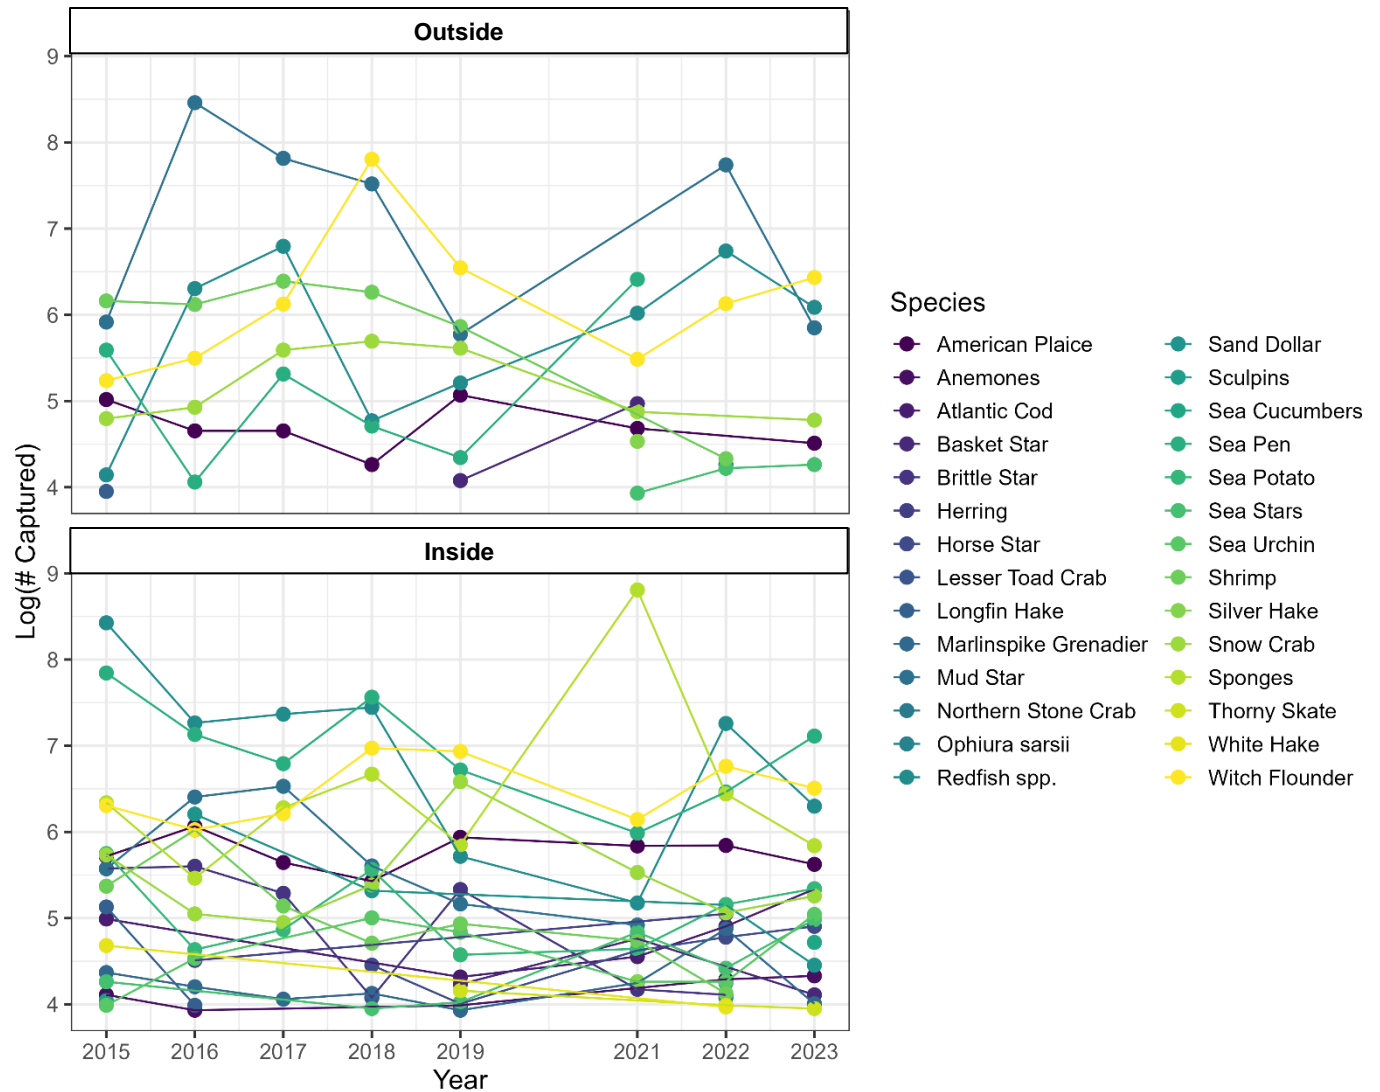 Outside
9
8
7
6
5
4
Inside
9
8
7
6
5
4
Log(# Captured)
2015 2016 2017 2018 2019 2021 2022 2023
Year
Species
American Plaice
Anemones
Atlantic Cod
Basket Star
Brittle Star
Herring
Horse Star
Lesser Toad Crab
Longfin Hake
Marlinspike Grenadier
Mud Star
Northern Stone Crab
Ophiura sarsii
Redfish spp.
Sand Dollar
Sculpins
Sea Cucumbers
Sea Pen
Sea Potato
Sea Stars
Sea Urchin
Shrimp
Silver Hake
Snow Crab
Sponges
Thorny Skate
White Hake
Witch Flounder